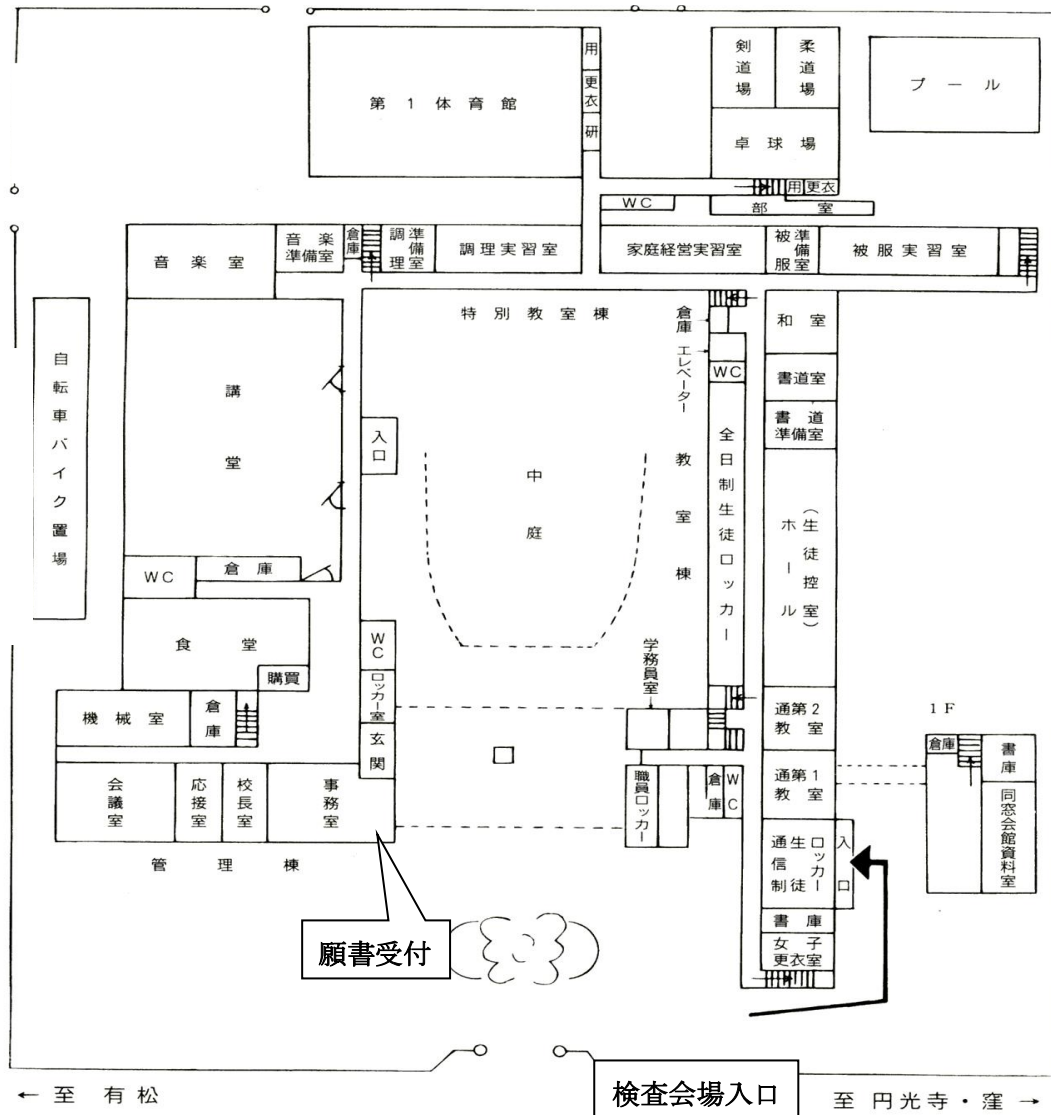 用
更衣
研
第1体育館
剣道場
柔道場
プール
卓球場
用
更衣
WC
部室
音楽室
音楽
準備室
倉庫
調理
準備室
調理実習室
家庭経営実習室
被服
準備室
被服実習室
特別教室棟
倉庫
エレベーター
WC
和室
書道室
書道
準備室
自転車バイク置場
講堂
入口
中庭
教室棟
全日制生徒ロッカー
ホール
(生徒控室)
WC
倉庫
食堂
購買
WC
ロッカー室
玄関
学務員室
機械室
倉庫
通第2
教室
1F
倉庫
書庫
会議室
応接室
校長室
事務室
職員ロッカー
倉庫
WC
通第1
教室
同窓会館資料室
通信制
生徒
ロッカー
入口
管理棟
書庫
女子
更衣室
願書受付
検査会場入口
← 至 有松
至 円光寺・窪 →